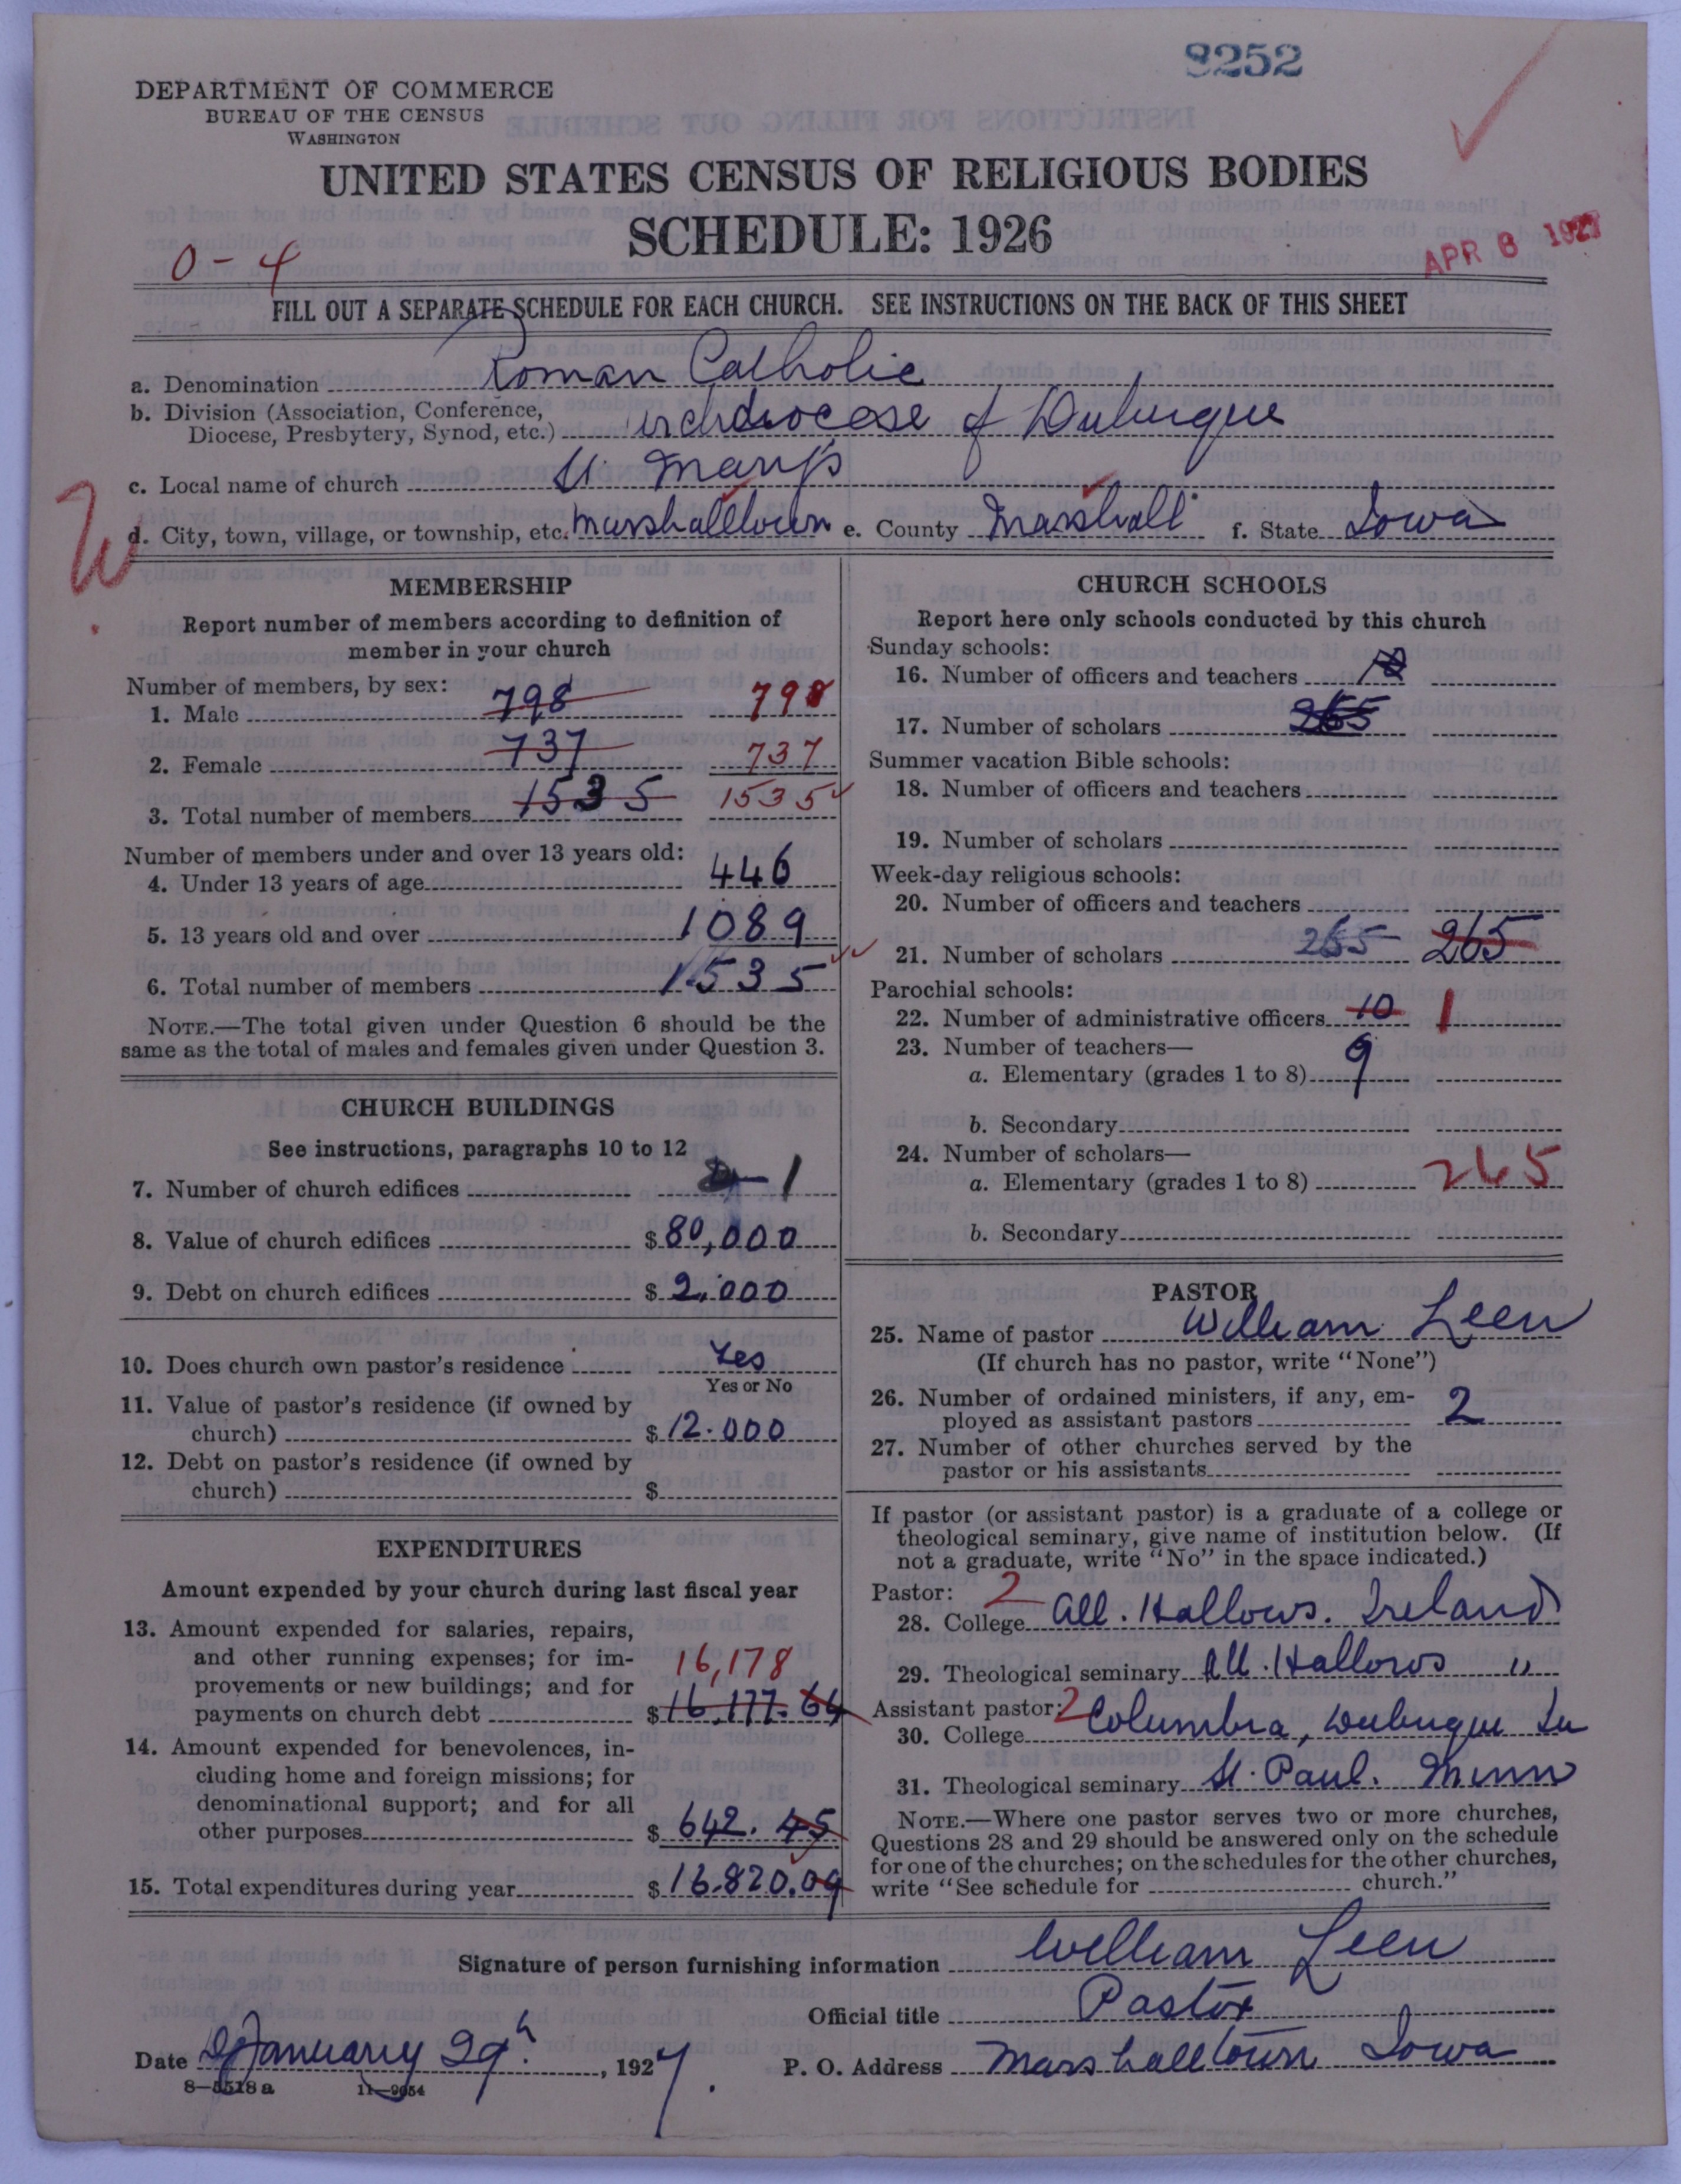 9252
DEPARTMENT OF COMMERCE
BUREAU OF THE CENSUS
WASHINGTON
UNITED STATES CENSUS OF RELIGIOUS BODIES
SCHEDULE: 1926
0-4
APR 8 1927
FILL OUT A SEPARATE SCHEDULE FOR EACH CHURCH. SEE INSTRUCTIONS ON THE BACK OF THIS SHEET
a. Denomination Roman Catholic
b. Division (Association, Conference,
Diocese, Presbytery, Synod, etc.) Archdiocese of Dubuque
c. Local name of church St. Mary's
W
d. City, town, village, or township, etc. Marshalltown e. County Marshall f. State Iowa
MEMBERSHIP
Report number of members according to definition of
member in your church
Number of members, by sex:
1. Male 798 798
2. Female 737 737
3. Total number of members 1535 1535
Number of members under and over 13 years old:
4. Under 13 years of age 446
5. 13 years old and over 1089
6. Total number of members 1535
NOTE.—The total given under Question 6 should be the
same as the total of males and females given under Question 3.
CHURCH BUILDINGS
See instructions, paragraphs 10 to 12
7. Number of church edifices 1
8. Value of church edifices $ 80,000
9. Debt on church edifices $ 2,000
10. Does church own pastor's residence Yes
Yes or No
11. Value of pastor's residence (if owned by
church) $ 12.000
12. Debt on pastor's residence (if owned by
church) $
EXPENDITURES
Amount expended by your church during last fiscal year
13. Amount expended for salaries, repairs,
and other running expenses; for im-
provements or new buildings; and for
payments on church debt 16,178 $ 16,177.64
14. Amount expended for benevolences, in-
cluding home and foreign missions; for
denominational support; and for all
other purposes $ 642.45
15. Total expenditures during year $ 16.820.09
CHURCH SCHOOLS
Report here only schools conducted by this church
Sunday schools:
16. Number of officers and teachers
17. Number of scholars 265
Summer vacation Bible schools:
18. Number of officers and teachers
19. Number of scholars
Week-day religious schools:
20. Number of officers and teachers
21. Number of scholars 265 265
Parochial schools:
22. Number of administrative officers 10 1
23. Number of teachers—
a. Elementary (grades 1 to 8) 9
b. Secondary
24. Number of scholars—
a. Elementary (grades 1 to 8) 265
b. Secondary
PASTOR
25. Name of pastor William Leen
(If church has no pastor, write "None")
26. Number of ordained ministers, if any, em-
ployed as assistant pastors 2
27. Number of other churches served by the
pastor or his assistants
If pastor (or assistant pastor) is a graduate of a college or
theological seminary, give name of institution below. (If
not a graduate, write "No" in the space indicated.)
Pastor: 2
28. College All. Hallows. Ireland
29. Theological seminary All. Hallows "
Assistant pastor: 2
30. College Columbia, Dubuque Ia
31. Theological seminary St. Paul. Minn
NOTE.—Where one pastor serves two or more churches,
Questions 28 and 29 should be answered only on the schedule
for one of the churches; on the schedules for the other churches,
write "See schedule for church."
Signature of person furnishing information William Leen
Official title Pastor
Date January 29th, 1927. P. O. Address Marshalltown Iowa
8—5518 a 11—9054